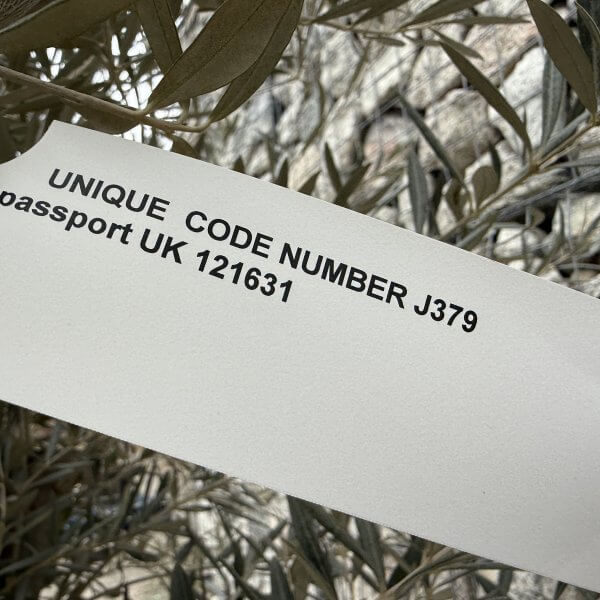 UNIQUE CODE NUMBER J379
passport UK 121631